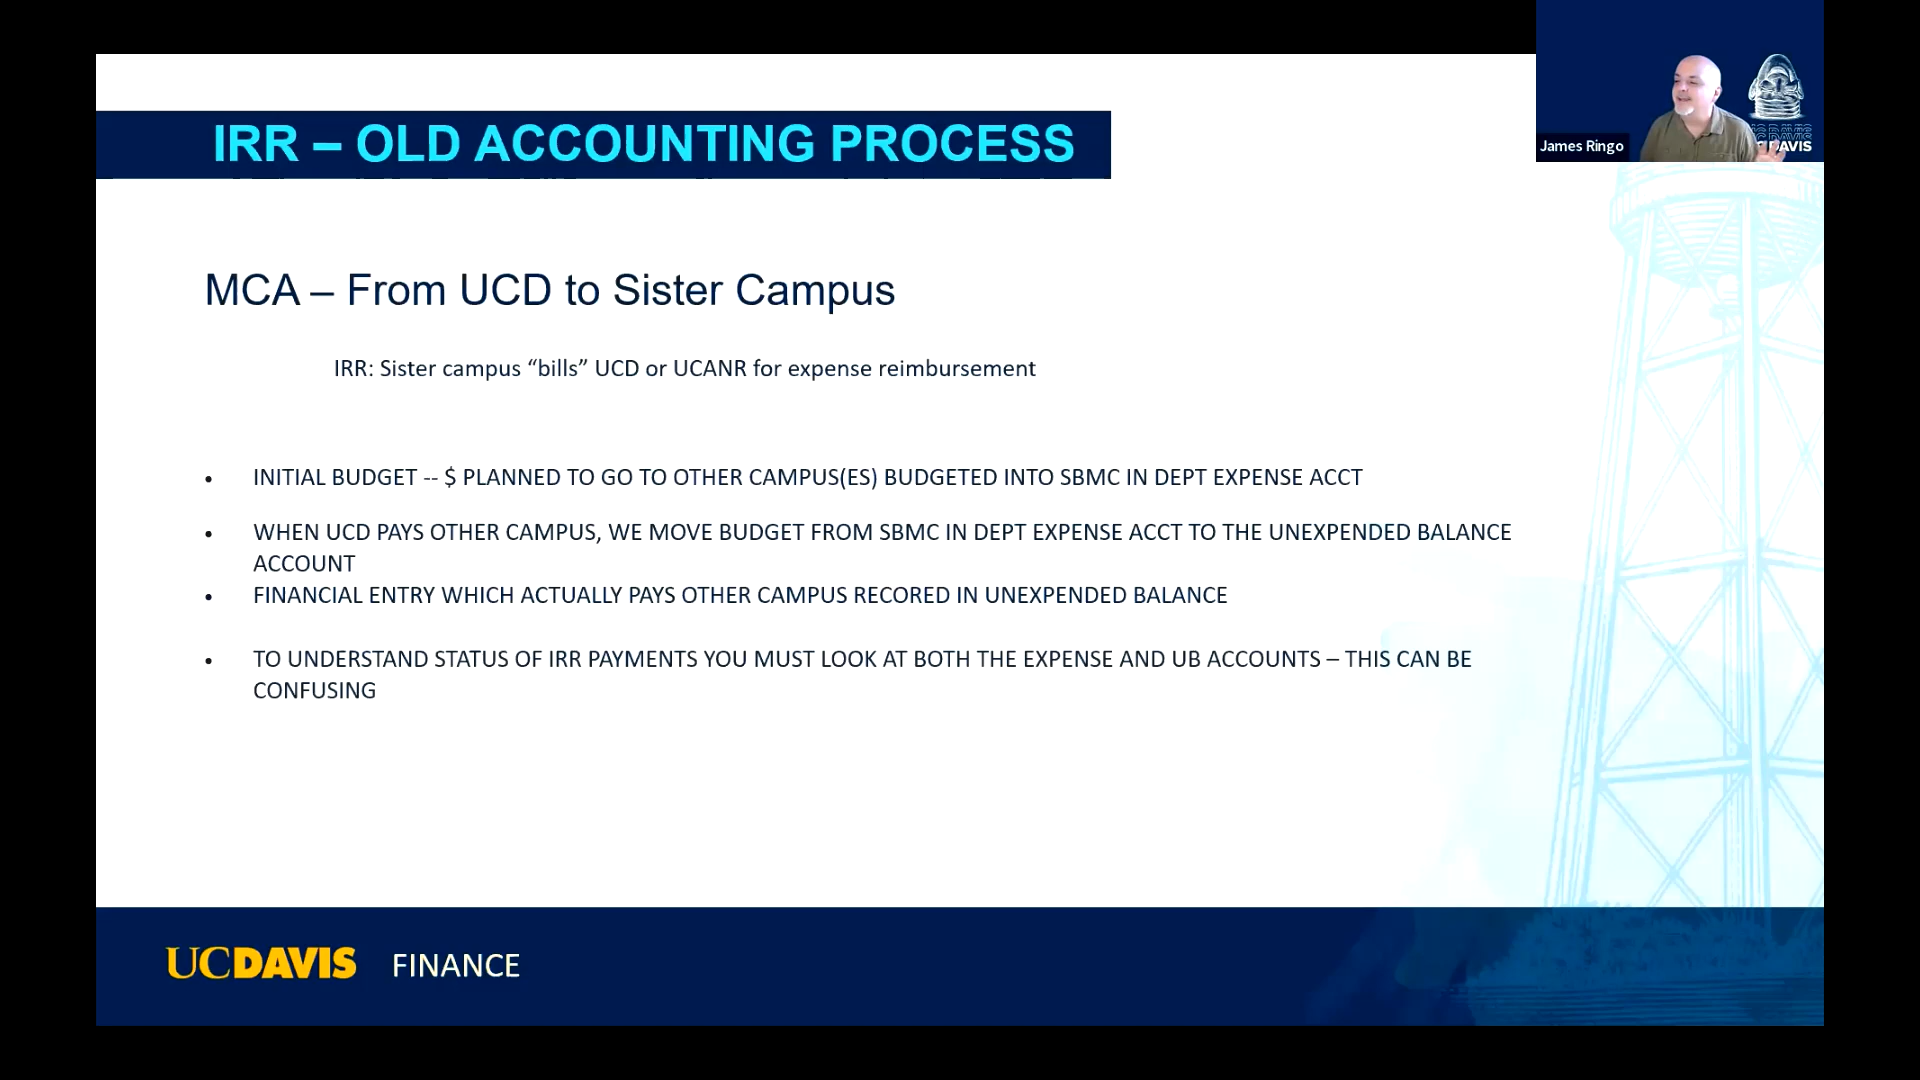 James Ringo
UC DAVIS
IRR – OLD ACCOUNTING PROCESS
MCA – From UCD to Sister Campus
IRR: Sister campus “bills” UCD or UCANR for expense reimbursement
• INITIAL BUDGET -- $ PLANNED TO GO TO OTHER CAMPUS(ES) BUDGETED INTO SBMC IN DEPT EXPENSE ACCT
• WHEN UCD PAYS OTHER CAMPUS, WE MOVE BUDGET FROM SBMC IN DEPT EXPENSE ACCT TO THE UNEXPENDED BALANCE
ACCOUNT
• FINANCIAL ENTRY WHICH ACTUALLY PAYS OTHER CAMPUS RECORED IN UNEXPENDED BALANCE
• TO UNDERSTAND STATUS OF IRR PAYMENTS YOU MUST LOOK AT BOTH THE EXPENSE AND UB ACCOUNTS – THIS CAN BE
CONFUSING
UCDAVIS FINANCE